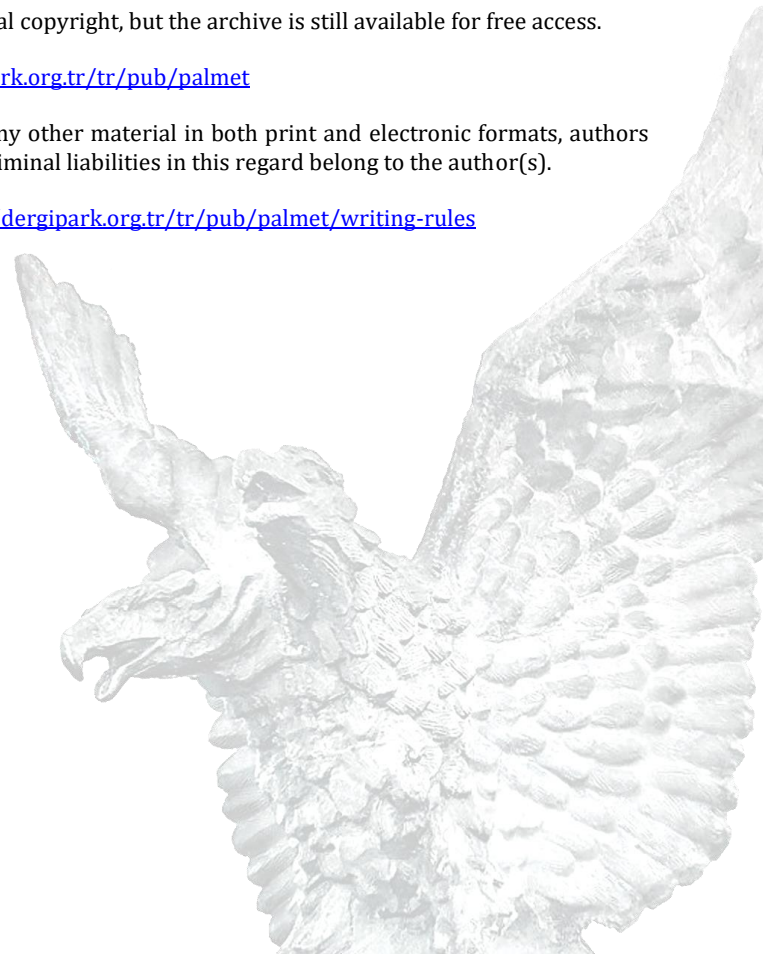 al copyright, but the archive is still available for free access.
rk.org.tr/tr/pub/palmet
ny other material in both print and electronic formats, authors
iminal liabilities in this regard belong to the author(s).
dergipark.org.tr/tr/pub/palmet/writing-rules